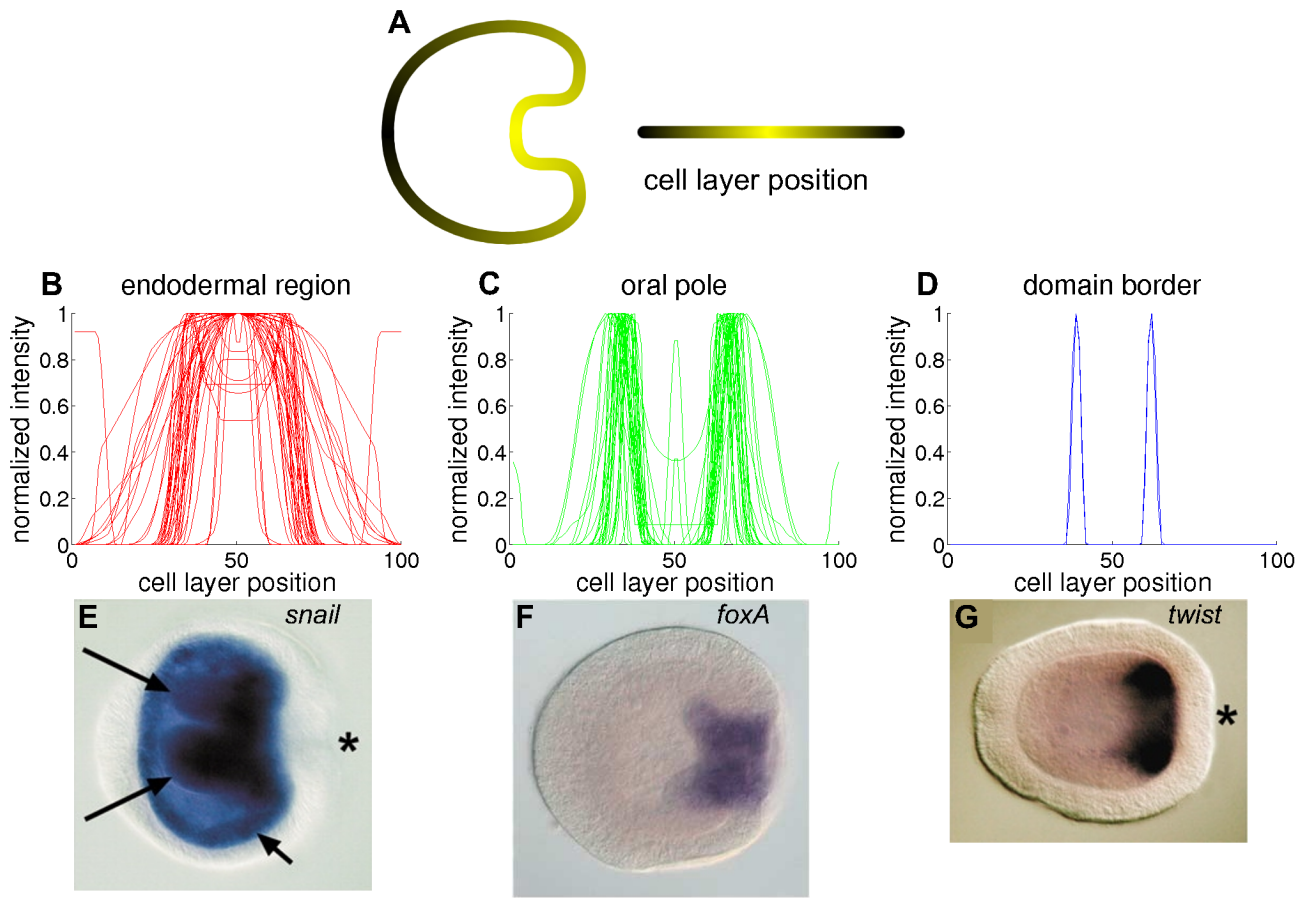 A
cell layer position
B endodermal region
C oral pole
D domain border
normalized intensity
1
0.8
0.6
0.4
0.2
0
0 50 100
cell layer position
normalized intensity
1
0.8
0.6
0.4
0.2
0
0 50 100
cell layer position
normalized intensity
1
0.8
0.6
0.4
0.2
0
0 50 100
cell layer position
E snail
*
F foxA
G twist
*